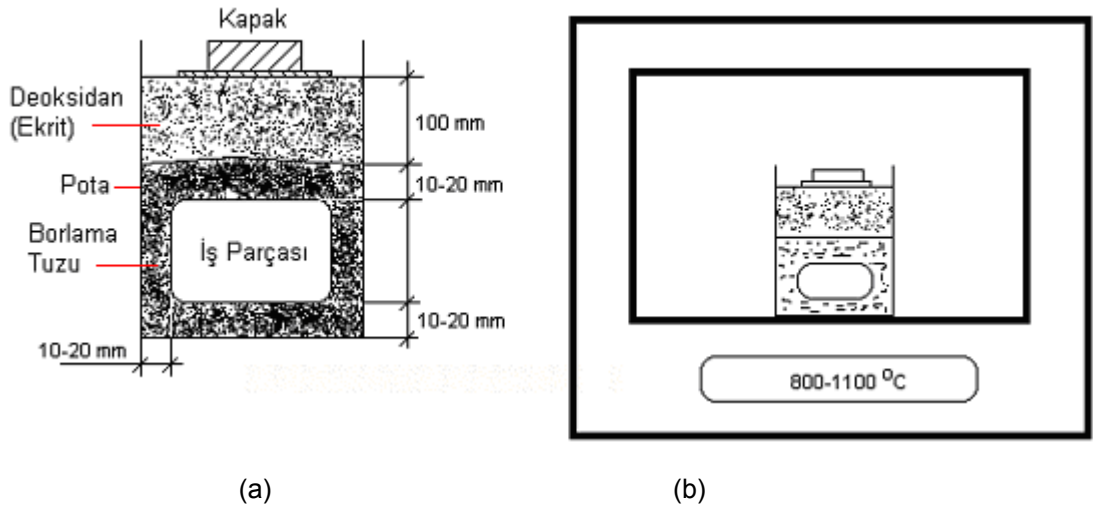 Kapak
Deoksidan
(Ekrit)
100 mm
Pota
10-20 mm
Borlama
Tuzu
İş Parçası
10-20 mm
10-20 mm
800-1100 °C
(a)
(b)